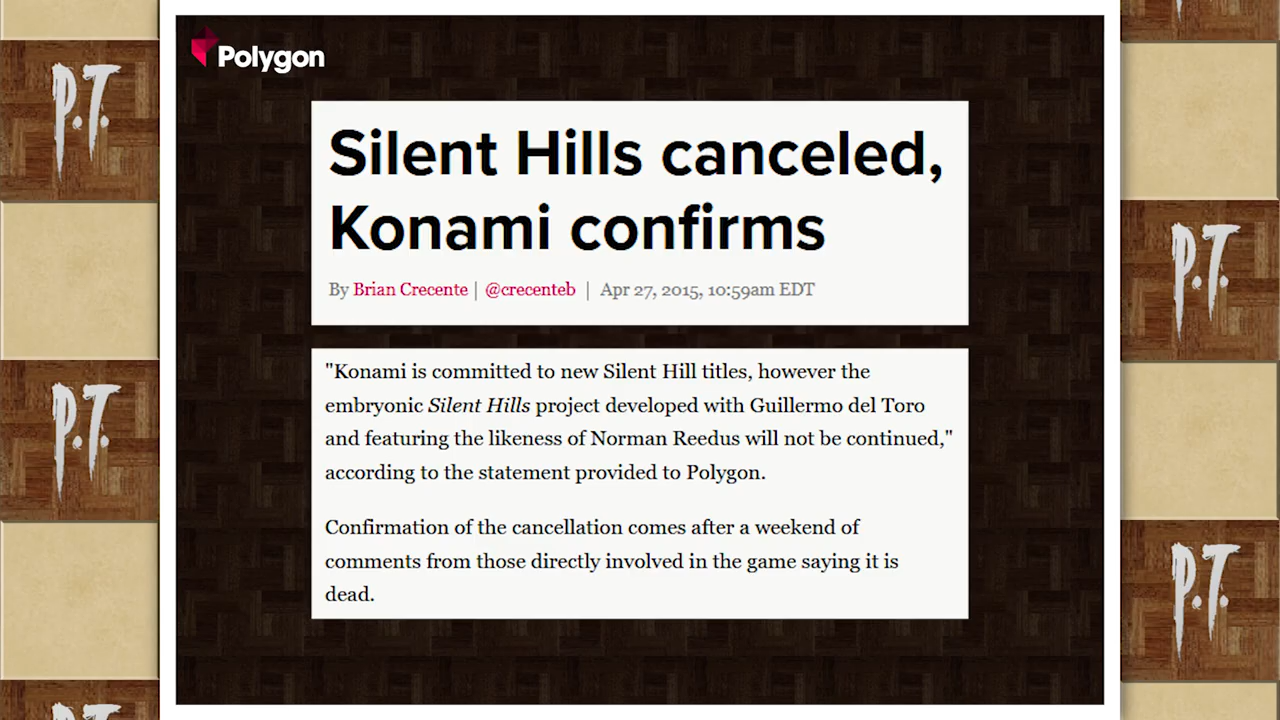 Polygon
Silent Hills canceled,
Konami confirms
By Brian Crecente | @crecenteb | Apr 27, 2015, 10:59am EDT
"Konami is committed to new Silent Hill titles, however the
embryonic Silent Hills project developed with Guillermo del Toro
and featuring the likeness of Norman Reedus will not be continued,"
according to the statement provided to Polygon.
Confirmation of the cancellation comes after a weekend of
comments from those directly involved in the game saying it is
dead.
P.T.
P.T.
P.T.
P.T.
P.T.